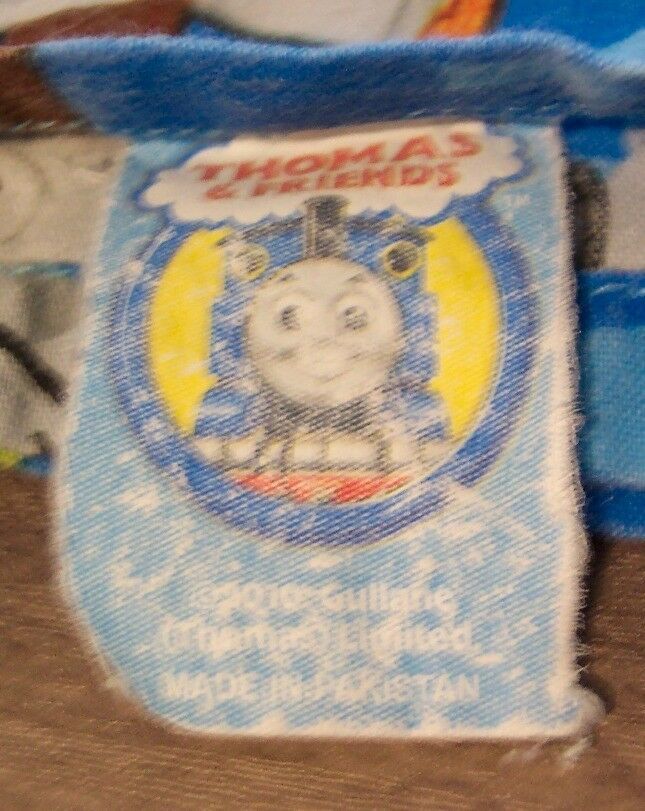 THOMAS
& FRIENDS
TM
©2010 Gullane
(Thomas) Limited
MADE IN PAKISTAN